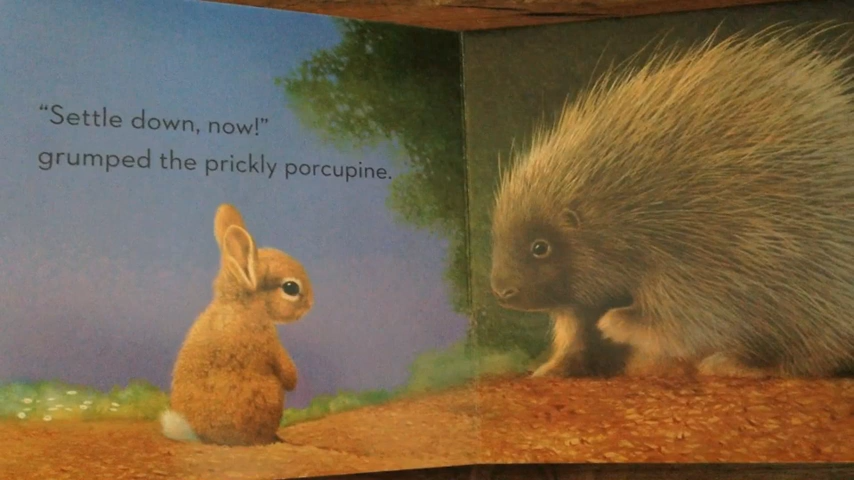 “Settle down, now!”
grumped the prickly porcupine.